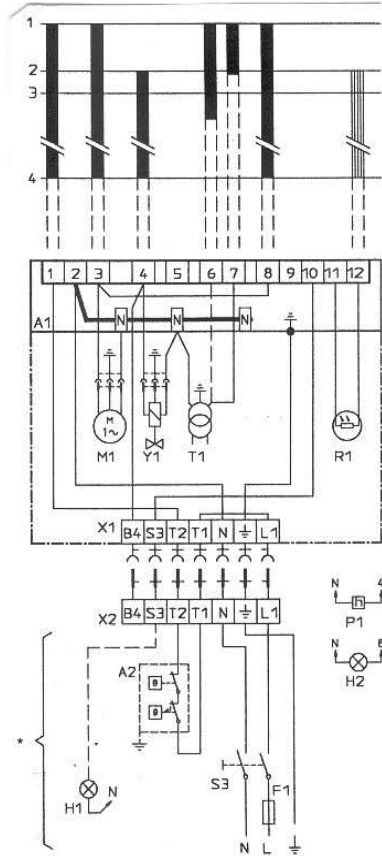 1
2
3
4
1 2 3 4 5 6 7 8 9 10 11 12
A1 N N N
M 1~
M1 Y1 T1 R1
X1 B4 S3 T2 T1 N L1
X2 B4 S3 T2 T1 N L1
N h 4
P1
N 6
H2
A2
θ
θ
*
S3 F1
H1 N
N L